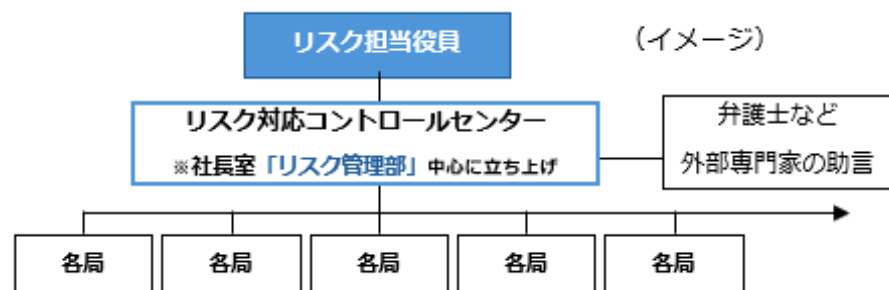 リスク担当役員
(イメージ)
リスク対応コントロールセンター
※社長室「リスク管理部」中心に立ち上げ
弁護士など
外部専門家の助言
各局
各局
各局
各局
各局